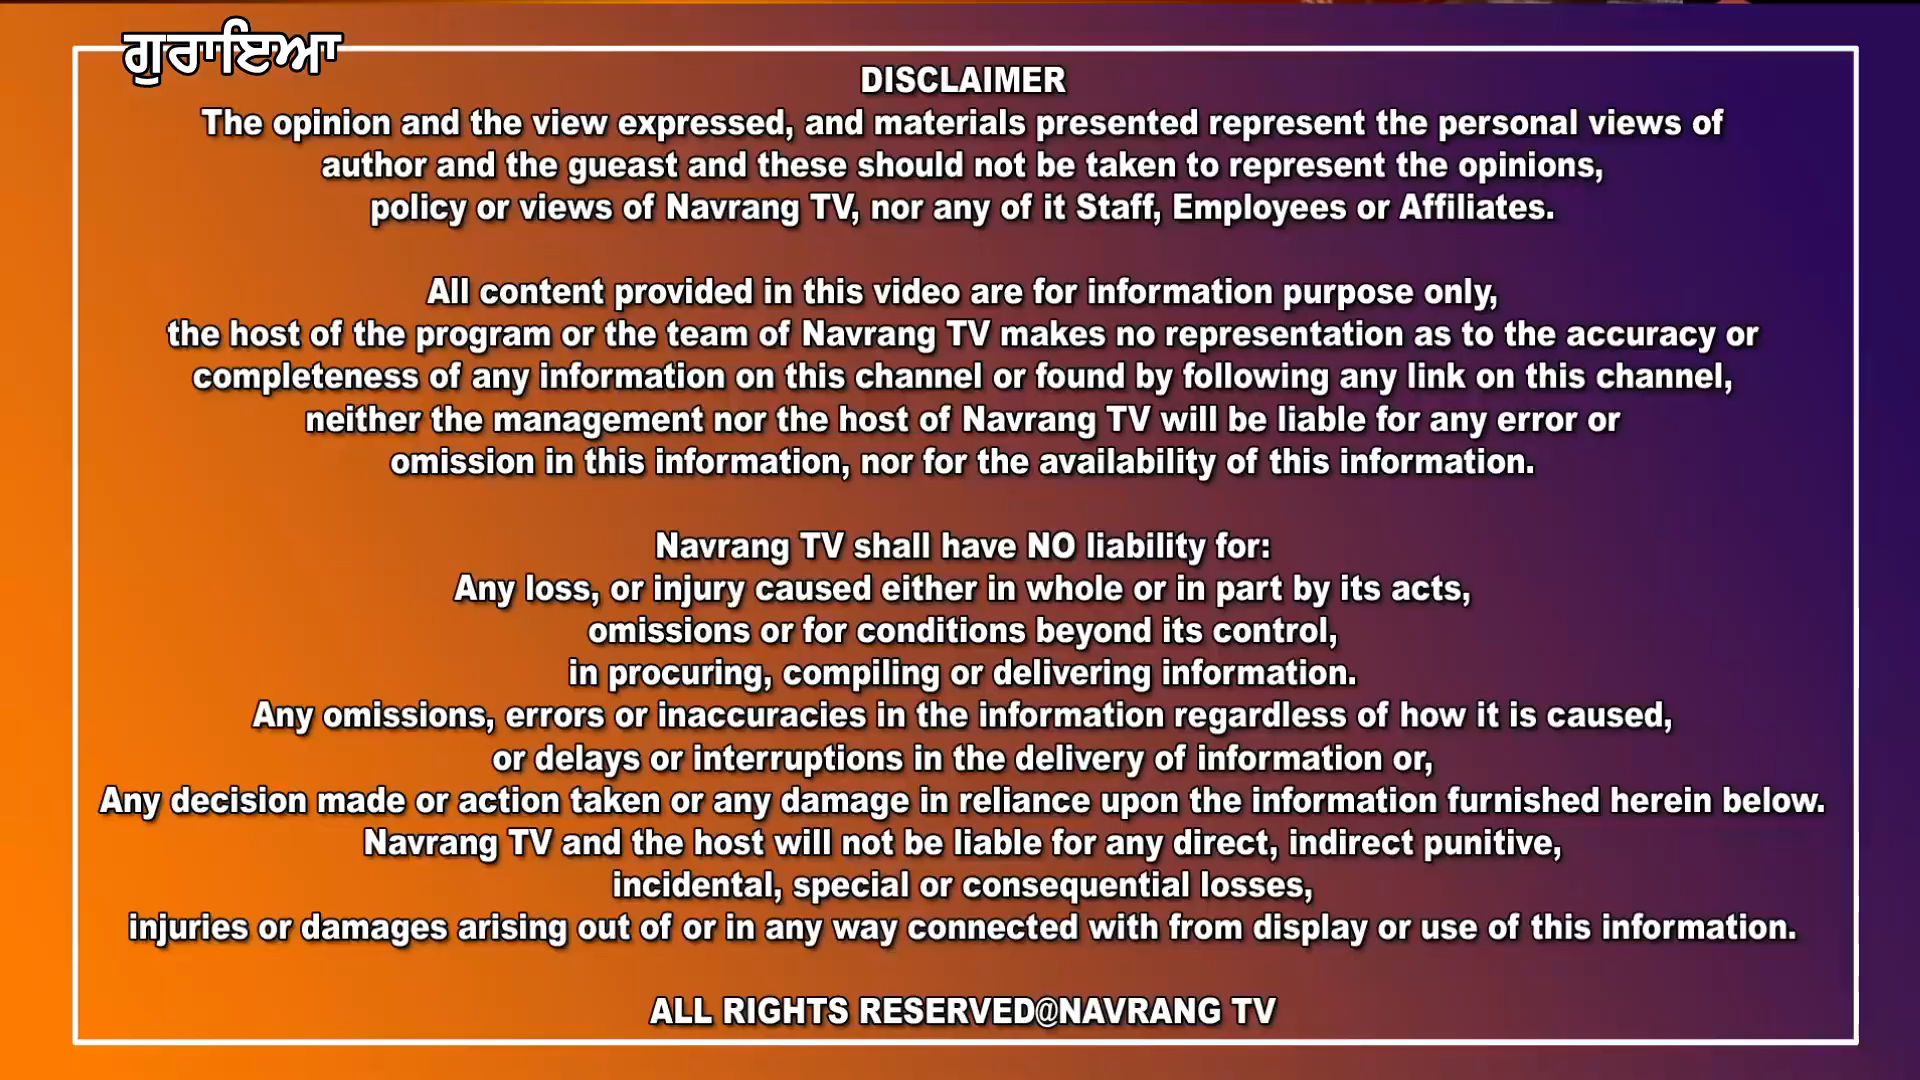 ਗੁਰਾਇਆ
DISCLAIMER
The opinion and the view expressed, and materials presented represent the personal views of
author and the gueast and these should not be taken to represent the opinions,
policy or views of Navrang TV, nor any of it Staff, Employees or Affiliates.
All content provided in this video are for information purpose only,
the host of the program or the team of Navrang TV makes no representation as to the accuracy or
completeness of any information on this channel or found by following any link on this channel,
neither the management nor the host of Navrang TV will be liable for any error or
omission in this information, nor for the availability of this information.
Navrang TV shall have NO liability for:
Any loss, or injury caused either in whole or in part by its acts,
omissions or for conditions beyond its control,
in procuring, compiling or delivering information.
Any omissions, errors or inaccuracies in the information regardless of how it is caused,
or delays or interruptions in the delivery of information or,
Any decision made or action taken or any damage in reliance upon the information furnished herein below.
Navrang TV and the host will not be liable for any direct, indirect punitive,
incidental, special or consequential losses,
injuries or damages arising out of or in any way connected with from display or use of this information.
ALL RIGHTS RESERVED@NAVRANG TV